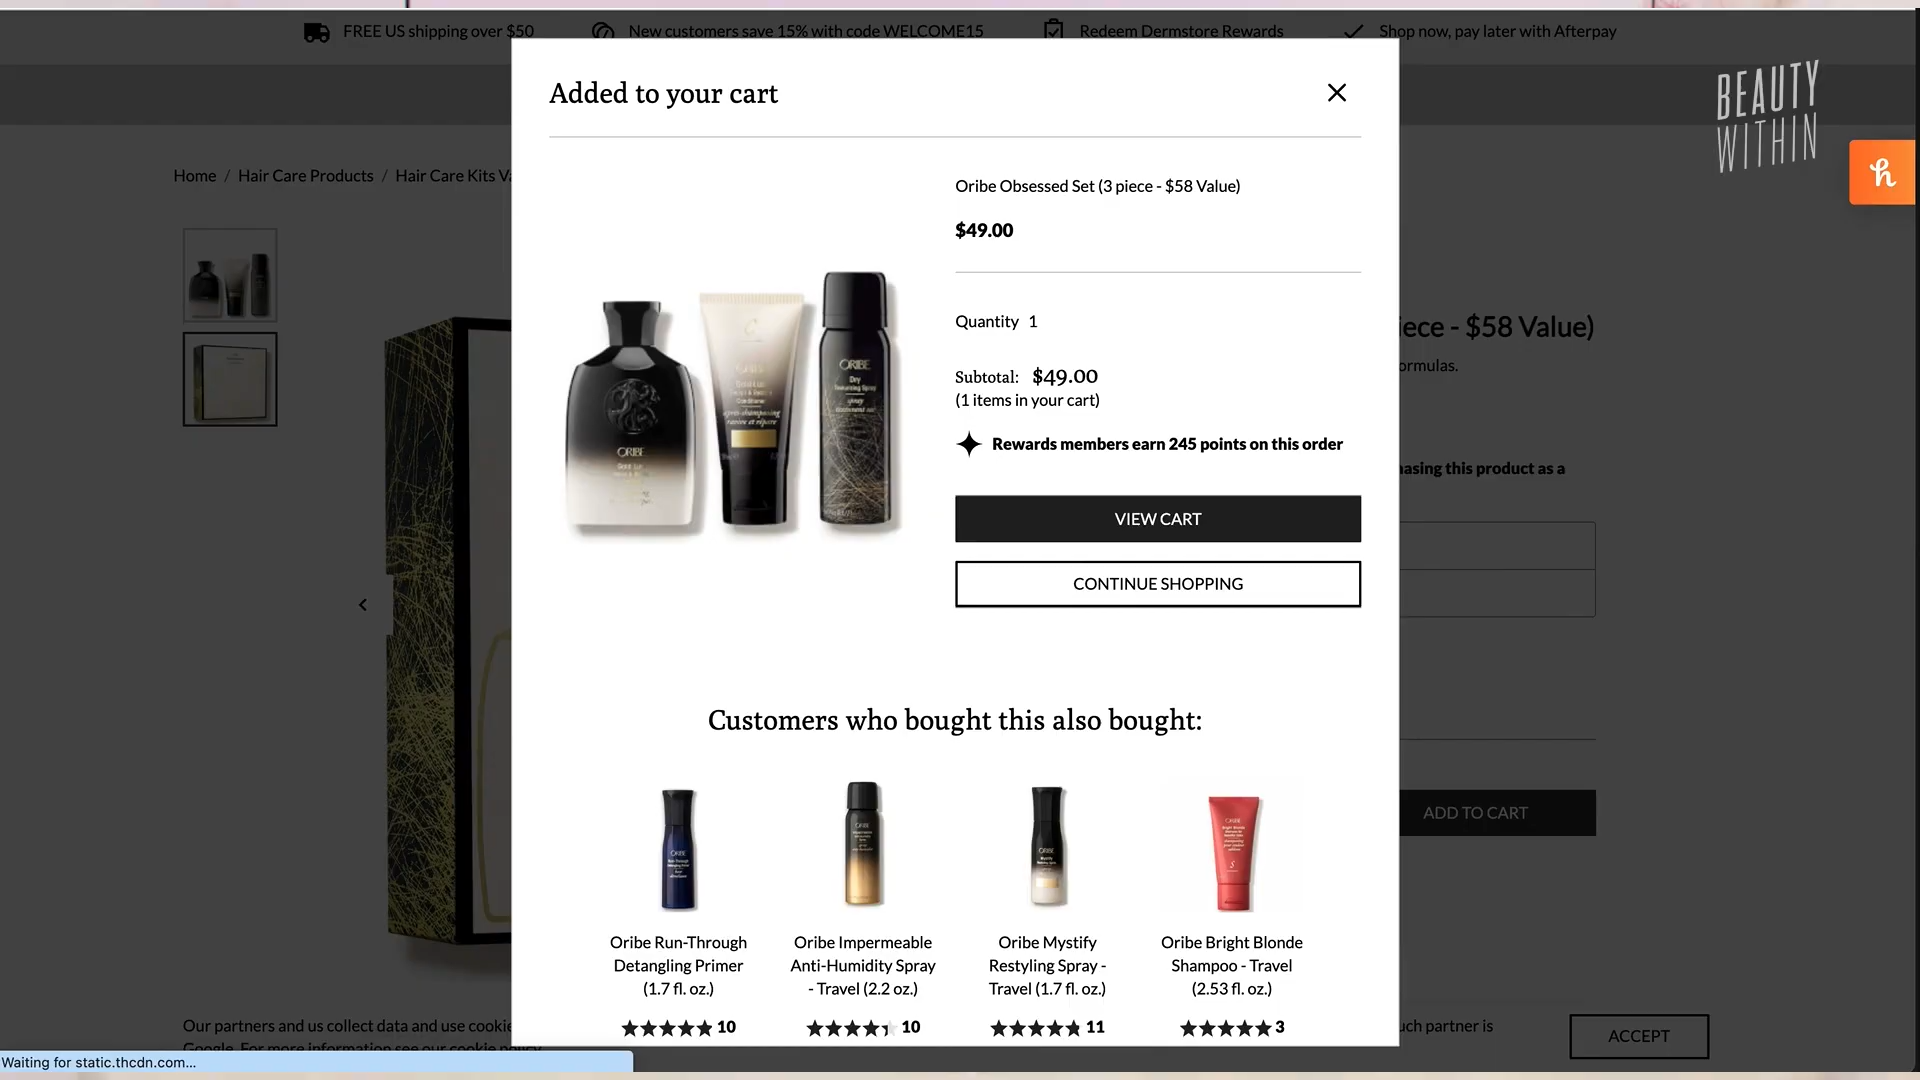 FREE US shipping over $50
New customers save 15% with code WELCOME15
Redeem Dermstore Rewards
Shop now, pay later with Afterpay
BEAUTY
WITHIN
h
Added to your cart
Home / Hair Care Products / Hair Care Kits
Oribe Obsessed Set (3 piece - $58 Value)
$49.00
Quantity 1
Subtotal: $49.00
(1 items in your cart)
Rewards members earn 245 points on this order
VIEW CART
CONTINUE SHOPPING
ORIBE
ORIBE
Dry
Texturizing Spray
iece - $58 Value)
ormulas.
hasing this product as a
ADD TO CART
Customers who bought this also bought:
Oribe Run-Through
Detangling Primer
(1.7 fl. oz.)
10
Oribe Impermeable
Anti-Humidity Spray
- Travel (2.2 oz.)
10
Oribe Mystify
Restyling Spray -
Travel (1.7 fl. oz.)
11
Oribe Bright Blonde
Shampoo - Travel
(2.53 fl. oz.)
3
Our partners and us collect data and use cookie
uch partner is
Google. For more information see our cookie policy.
ACCEPT
Waiting for static.thcdn.com...